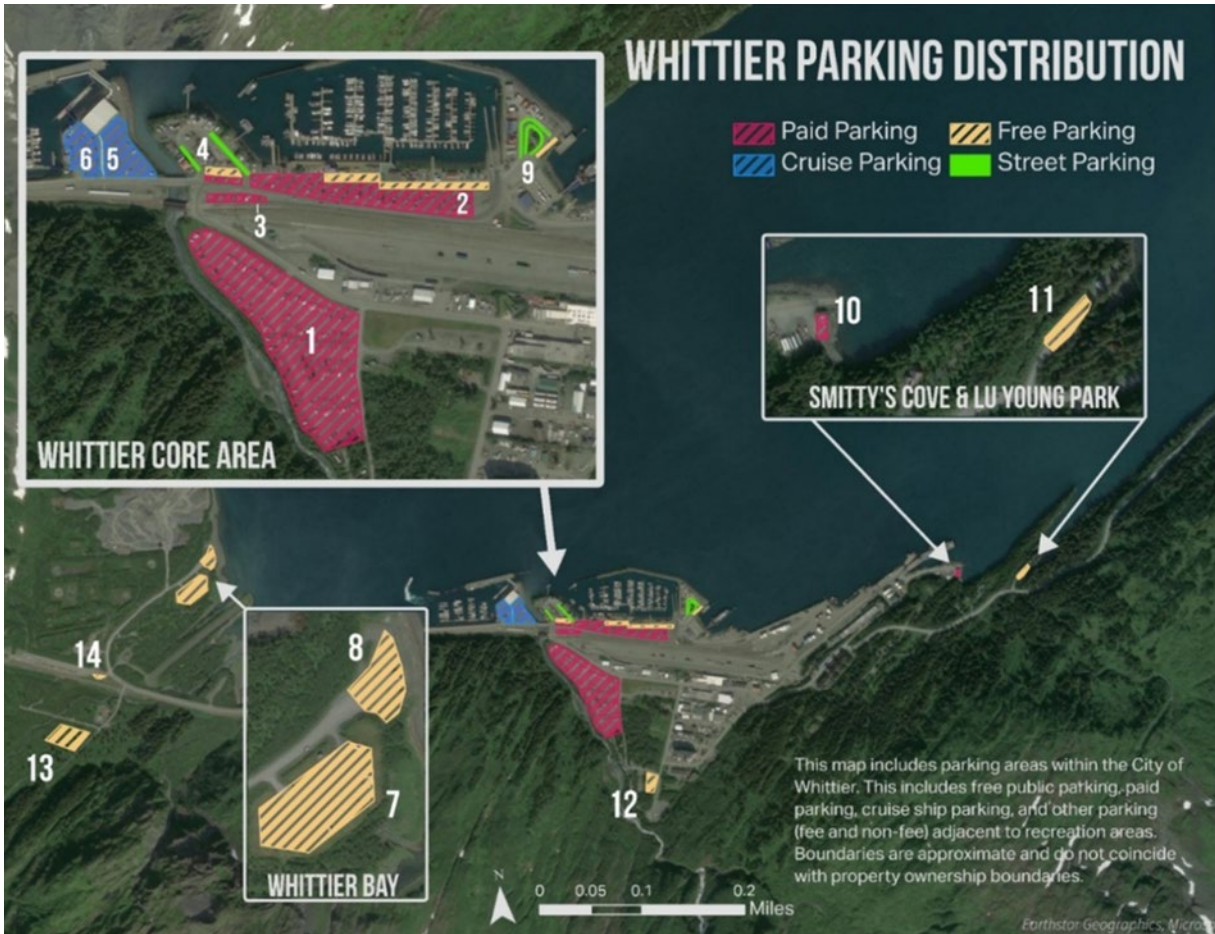 WHITTIER PARKING DISTRIBUTION
Paid Parking
Free Parking
Cruise Parking
Street Parking
6
5
4
9
2
3
1
WHITTIER CORE AREA
10
11
SMITTY'S COVE & LU YOUNG PARK
14
13
8
7
WHITTIER BAY
12
This map includes parking areas within the City of
Whittier. This includes free public parking, paid
parking, cruise ship parking, and other parking
(fee and non-fee) adjacent to recreation areas.
Boundaries are approximate and do not coincide
with property ownership boundaries.
N
0 0.05 0.1 0.2
Miles
Earthstar Geographics,